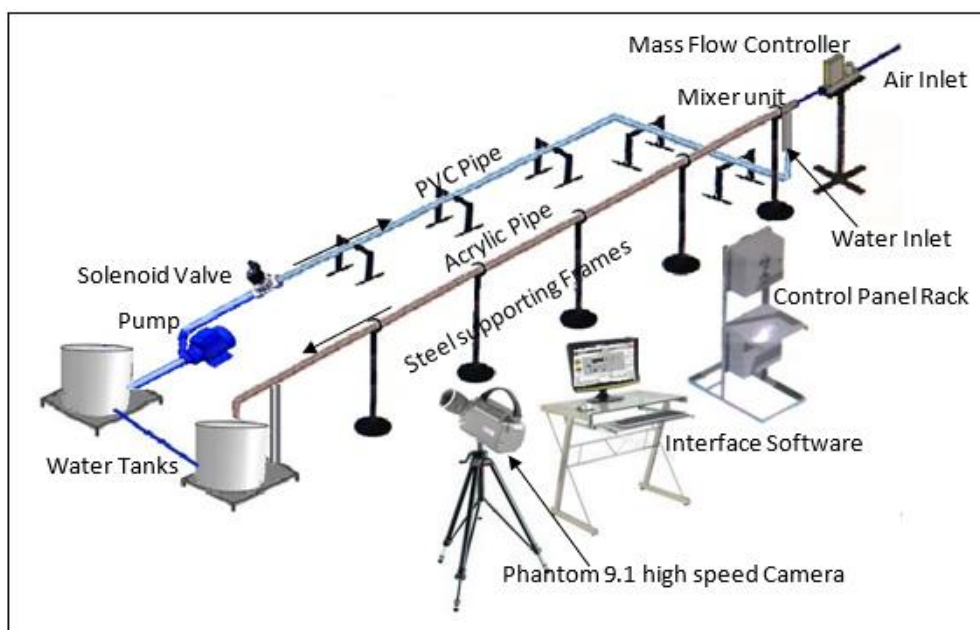 Mass Flow Controller
Air Inlet
Mixer unit
PVC Pipe
Acrylic Pipe
Water Inlet
Solenoid Valve
Steel supporting Frames
Control Panel Rack
Pump
Interface Software
Water Tanks
Phantom 9.1 high speed Camera